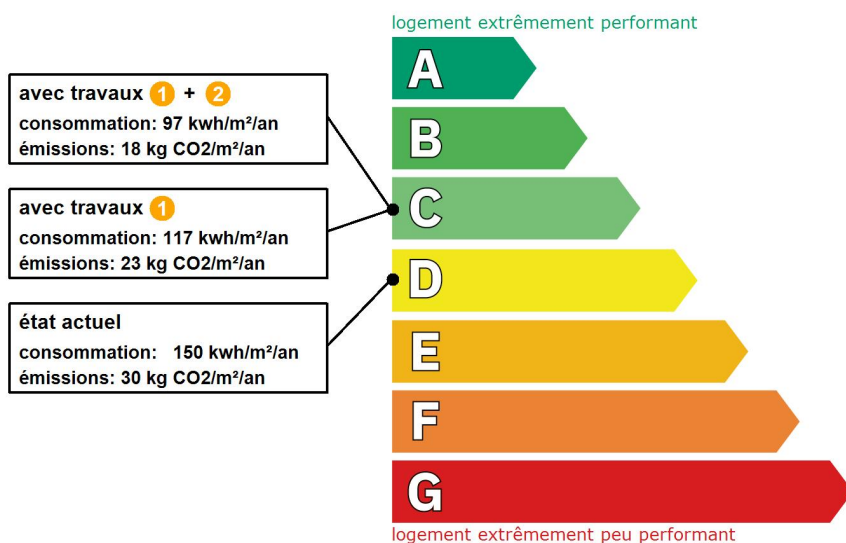 logement extrêmement performant
avec travaux 1 + 2
consommation: 97 kwh/m²/an
émissions: 18 kg CO2/m²/an
avec travaux 1
consommation: 117 kwh/m²/an
émissions: 23 kg CO2/m²/an
état actuel
consommation: 150 kwh/m²/an
émissions: 30 kg CO2/m²/an
A
B
C
D
E
F
G
logement extrêmement peu performant